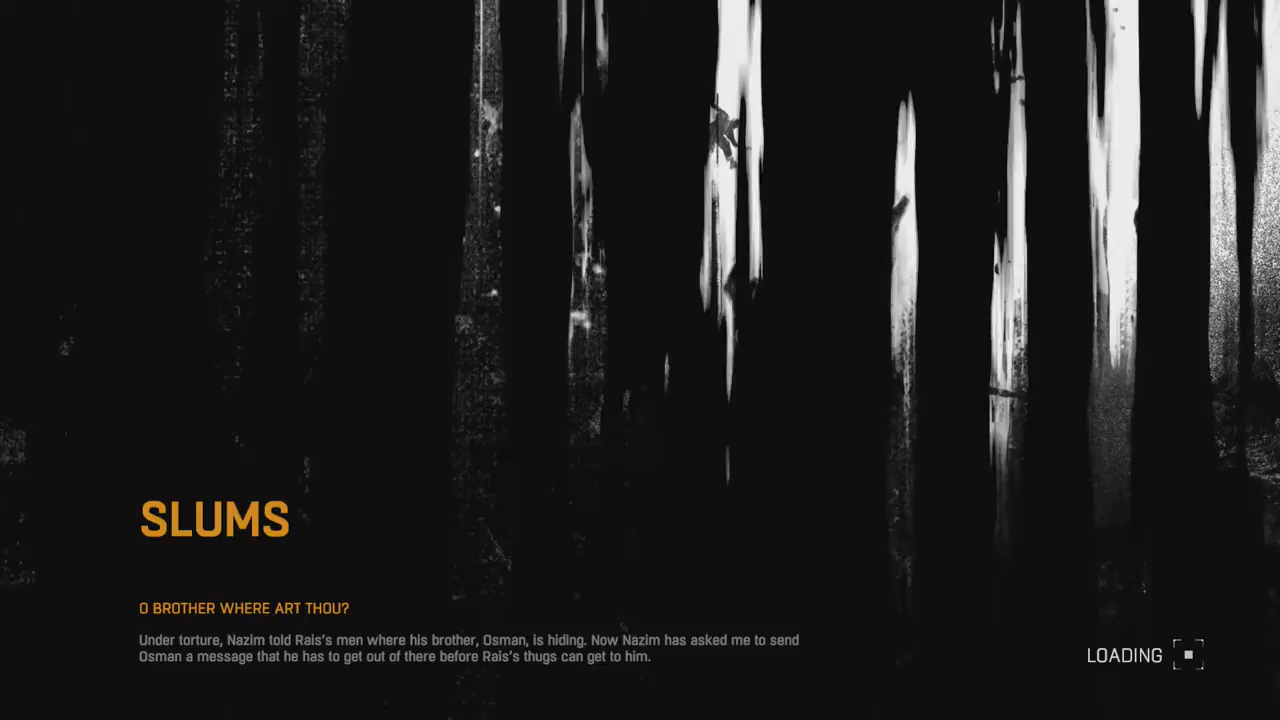 SLUMS
O BROTHER WHERE ART THOU?
Under torture, Nazim told Rais's men where his brother, Osman, is hiding. Now Nazim has asked me to send
Osman a message that he has to get out of there before Rais's thugs can get to him.
LOADING